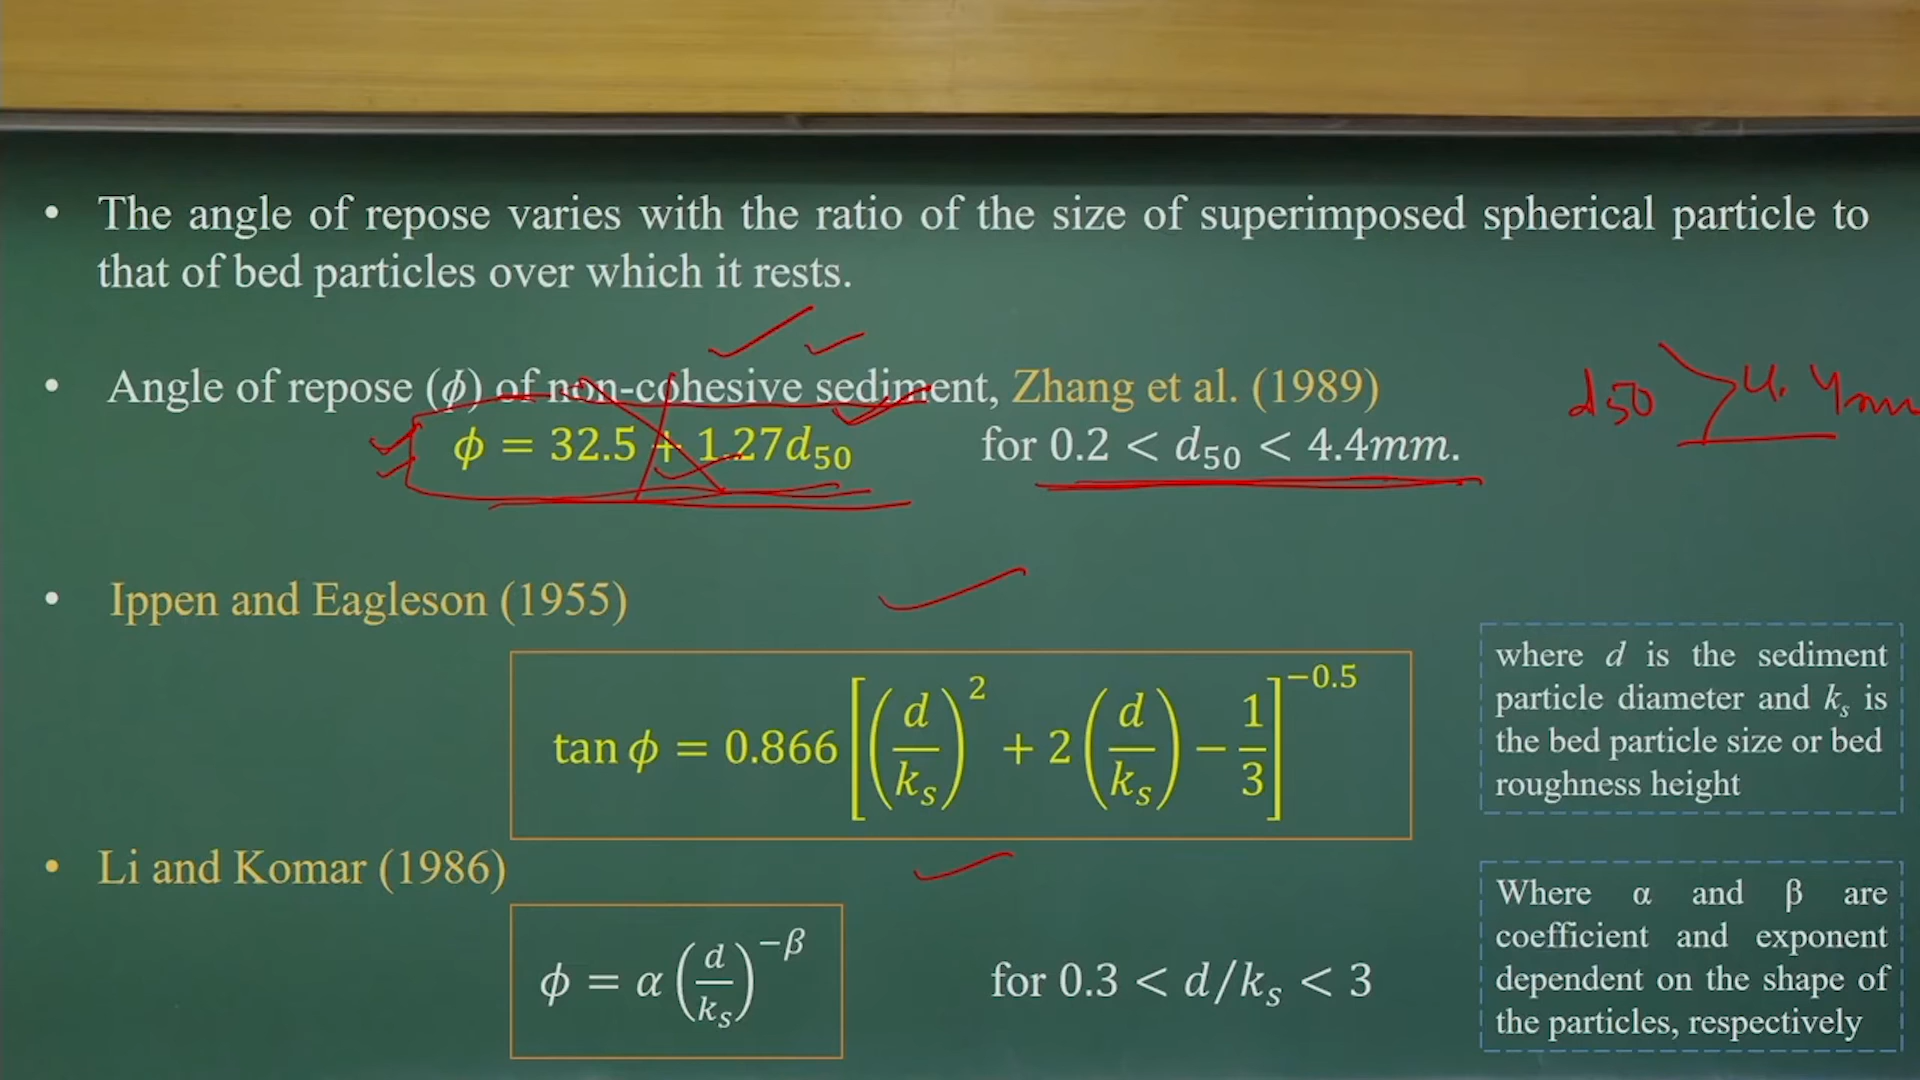 • The angle of repose varies with the ratio of the size of superimposed spherical particle to
that of bed particles over which it rests.
• Angle of repose (ϕ) of non-cohesive sediment, Zhang et al. (1989)
ϕ = 32.5 + 1.27d₅₀ for 0.2 < d₅₀ < 4.4mm.
d50 > 4.4mm
• Ippen and Eagleson (1955)
tan ϕ = 0.866 [(d/kₛ)² + 2(d/kₛ) − 1/3]^−0.5
where d is the sediment
particle diameter and kₛ is
the bed particle size or bed
roughness height
• Li and Komar (1986)
ϕ = α(d/kₛ)^−β for 0.3 < d/kₛ < 3
Where α and β are
coefficient and exponent
dependent on the shape of
the particles, respectively